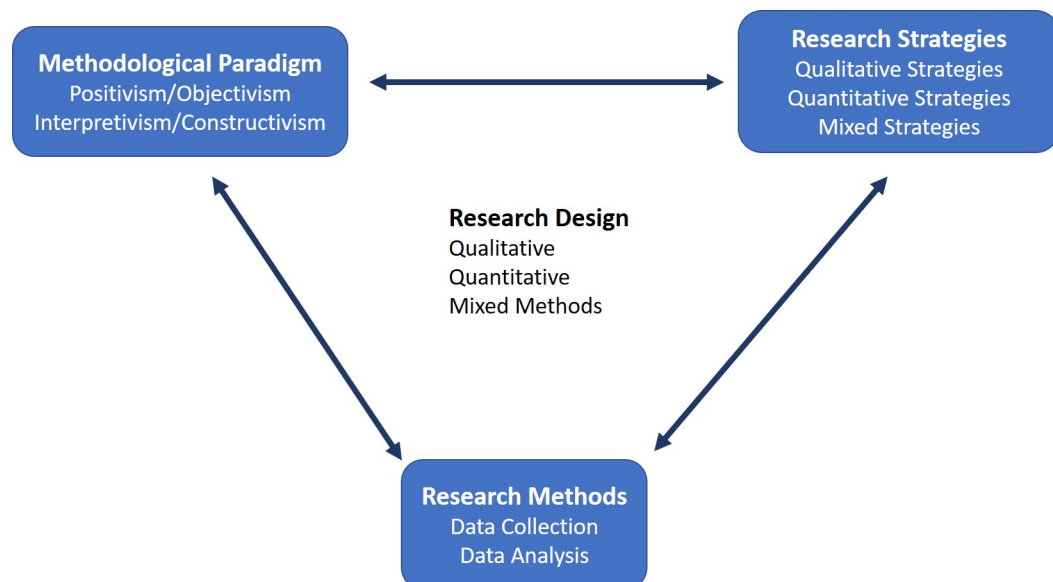 Methodological Paradigm
Positivism/Objectivism
Interpretivism/Constructivism
Research Strategies
Qualitative Strategies
Quantitative Strategies
Mixed Strategies
Research Design
Qualitative
Quantitative
Mixed Methods
Research Methods
Data Collection
Data Analysis